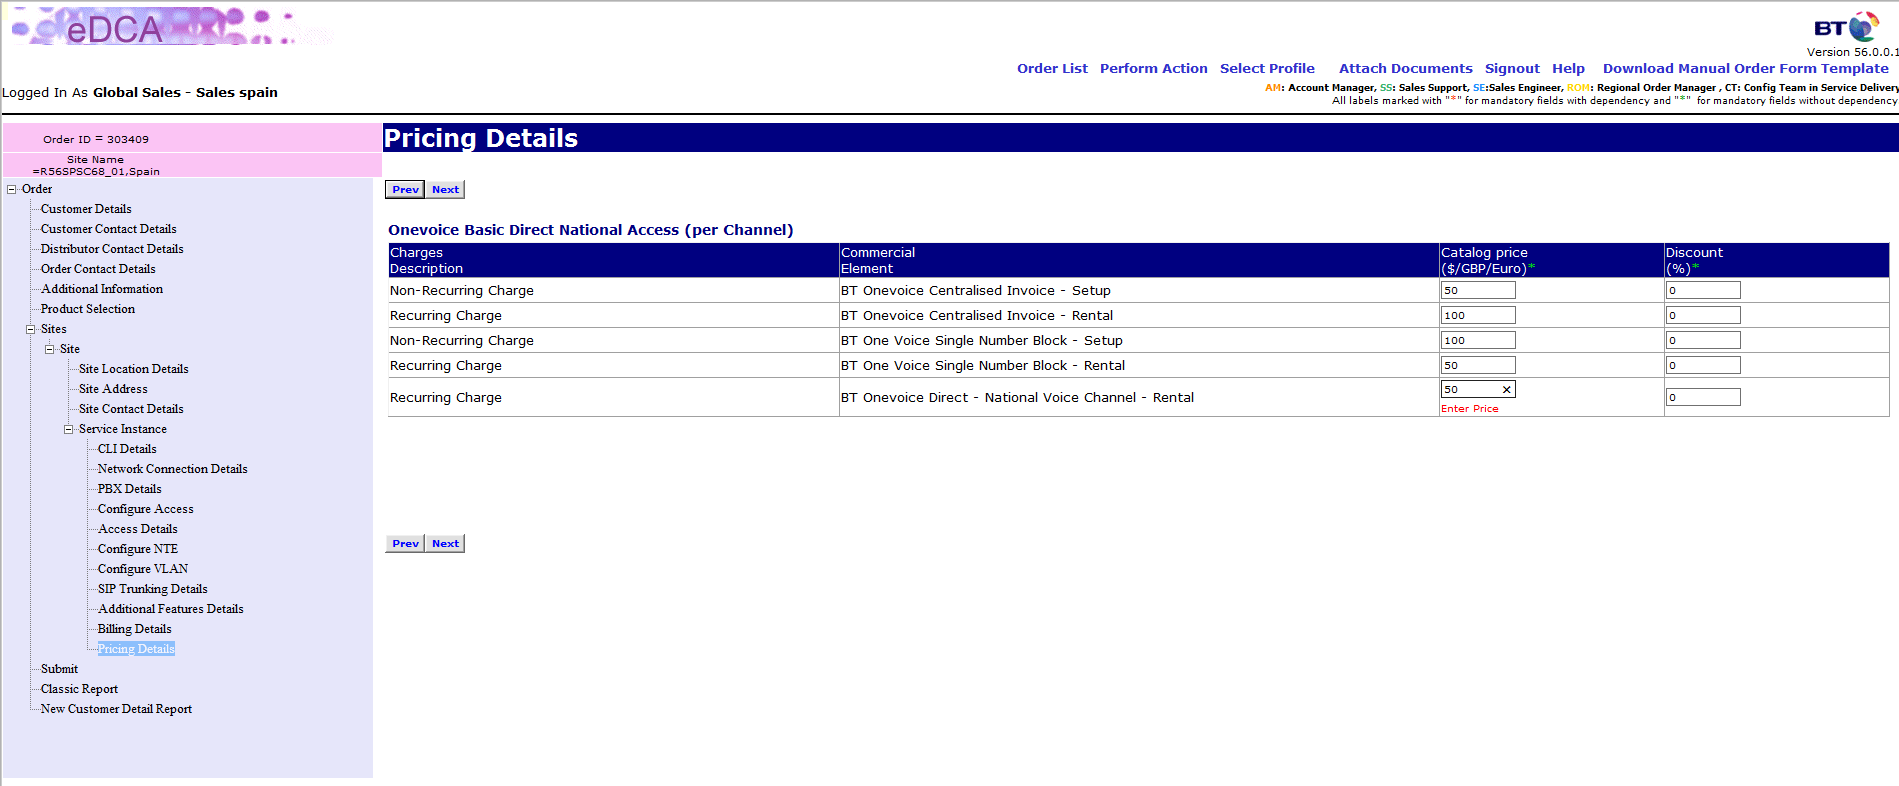 eDCA
BT
Version 56.0.0.1
Order List Perform Action Select Profile Attach Documents Signout Help Download Manual Order Form Template
Logged In As Global Sales - Sales spain
AM: Account Manager, SS: Sales Support, SE:Sales Engineer, ROM: Regional Order Manager , CT: Config Team in Service Delivery
All labels marked with "*" for mandatory fields with dependency and "*" for mandatory fields without dependency
Order ID = 303409
Site Name
=R56SPSC68_01,Spain
Order
Customer Details
Customer Contact Details
Distributor Contact Details
Order Contact Details
Additional Information
Product Selection
Sites
Site
Site Location Details
Site Address
Site Contact Details
Service Instance
CLI Details
Network Connection Details
PBX Details
Configure Access
Access Details
Configure NTE
Configure VLAN
SIP Trunking Details
Additional Features Details
Billing Details
Pricing Details
Submit
Classic Report
New Customer Detail Report
Pricing Details
Prev Next
Onevoice Basic Direct National Access (per Channel)
Charges Description Commercial Element Catalog price ($/GBP/Euro)* Discount (%)*
Non-Recurring Charge BT Onevoice Centralised Invoice - Setup 50 0
Recurring Charge BT Onevoice Centralised Invoice - Rental 100 0
Non-Recurring Charge BT One Voice Single Number Block - Setup 100 0
Recurring Charge BT One Voice Single Number Block - Rental 50 0
Recurring Charge BT Onevoice Direct - National Voice Channel - Rental 50 × 0
Enter Price
Prev Next